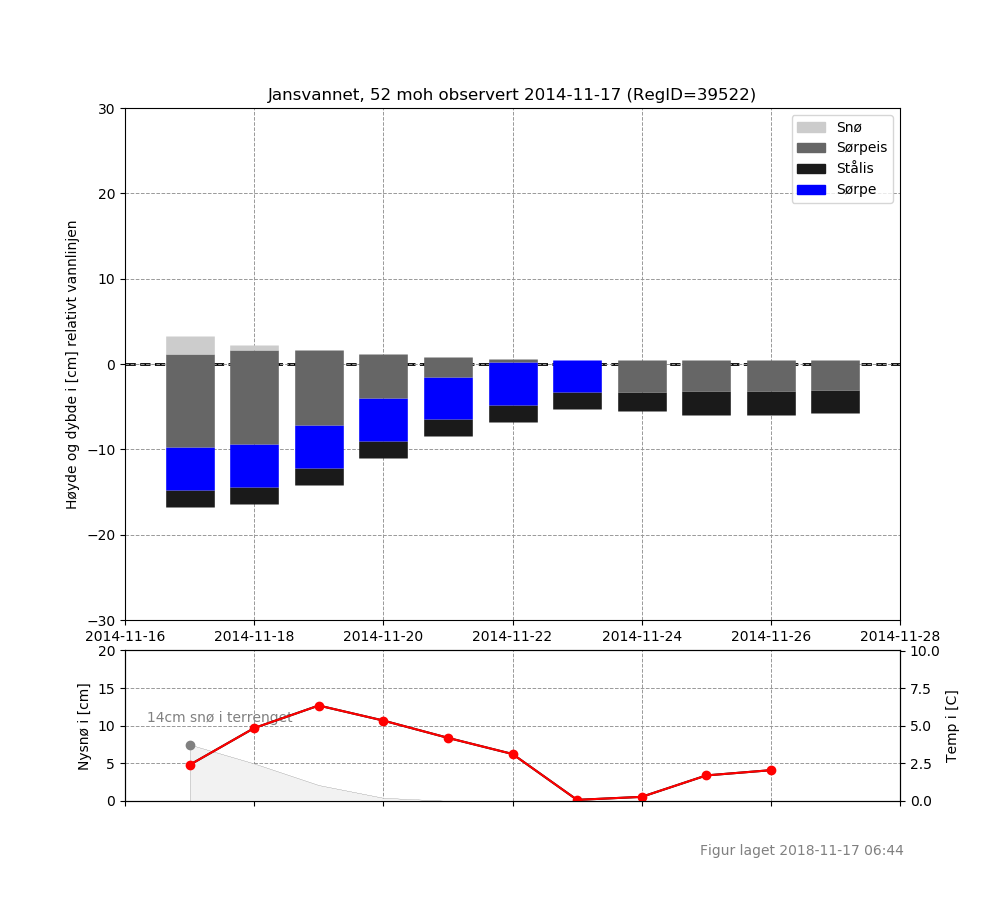 Jansvannet, 52 moh observert 2014-11-17 (RegID=39522)
Høyde og dybde i [cm] relativt vannlinjen
30
20
10
0
−10
−20
−30
Snø
Sørpeis
Stålis
Sørpe
2014-11-16 2014-11-18 2014-11-20 2014-11-22 2014-11-24 2014-11-26 2014-11-28
Nysnø i [cm]
20
15
10
5
0
14cm snø i terrenget
10.0
7.5
5.0
2.5
0.0
Temp i [C]
Figur laget 2018-11-17 06:44